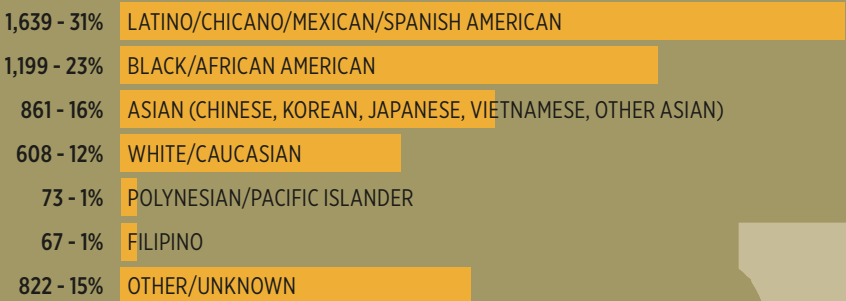 1,639 - 31% LATINO/CHICANO/MEXICAN/SPANISH AMERICAN
1,199 - 23% BLACK/AFRICAN AMERICAN
861 - 16% ASIAN (CHINESE, KOREAN, JAPANESE, VIETNAMESE, OTHER ASIAN)
608 - 12% WHITE/CAUCASIAN
73 - 1% POLYNESIAN/PACIFIC ISLANDER
67 - 1% FILIPINO
822 - 15% OTHER/UNKNOWN